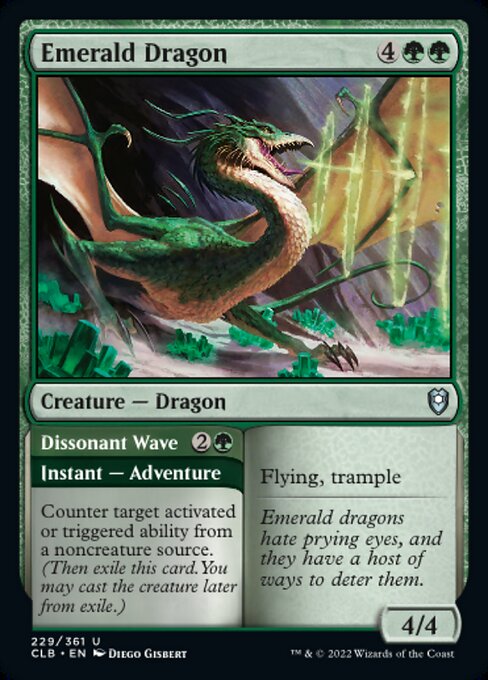 Emerald Dragon 4
Creature — Dragon
Dissonant Wave 2
Instant — Adventure
Counter target activated
or triggered ability from
a noncreature source.
(Then exile this card. You
may cast the creature later
from exile.)
Flying, trample
Emerald dragons
hate prying eyes, and
they have a host of
ways to deter them.
4/4
229/361 U
CLB • EN Diego Gisbert
™ & © 2022 Wizards of the Coast